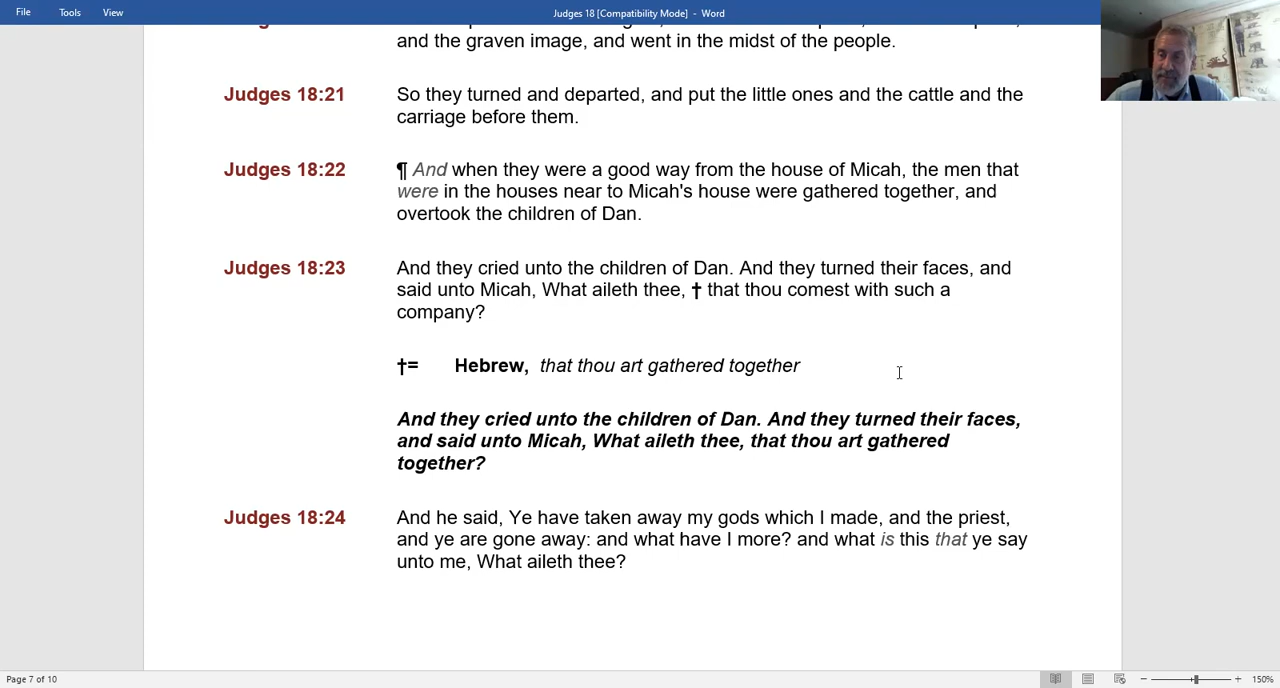 File Tools View Judges 18 [Compatibility Mode] - Word
and the graven image, and went in the midst of the people.
Judges 18:21 So they turned and departed, and put the little ones and the cattle and the
carriage before them.
Judges 18:22 ¶ And when they were a good way from the house of Micah, the men that
were in the houses near to Micah's house were gathered together, and
overtook the children of Dan.
Judges 18:23 And they cried unto the children of Dan. And they turned their faces, and
said unto Micah, What aileth thee, † that thou comest with such a
company?
†= Hebrew, that thou art gathered together
And they cried unto the children of Dan. And they turned their faces,
and said unto Micah, What aileth thee, that thou art gathered
together?
Judges 18:24 And he said, Ye have taken away my gods which I made, and the priest,
and ye are gone away: and what have I more? and what is this that ye say
unto me, What aileth thee?
Page 7 of 10 150%